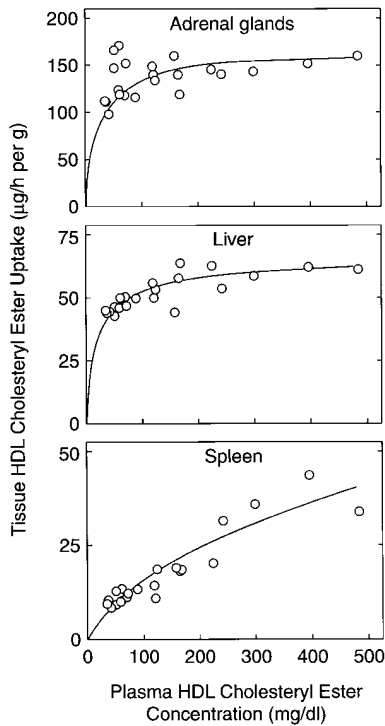 Tissue HDL Cholesteryl Ester Uptake (µg/h per g)
Adrenal glands
200
150
100
50
0
Liver
75
50
25
0
Spleen
50
25
0
0 100 200 300 400 500
Plasma HDL Cholesteryl Ester
Concentration (mg/dl)